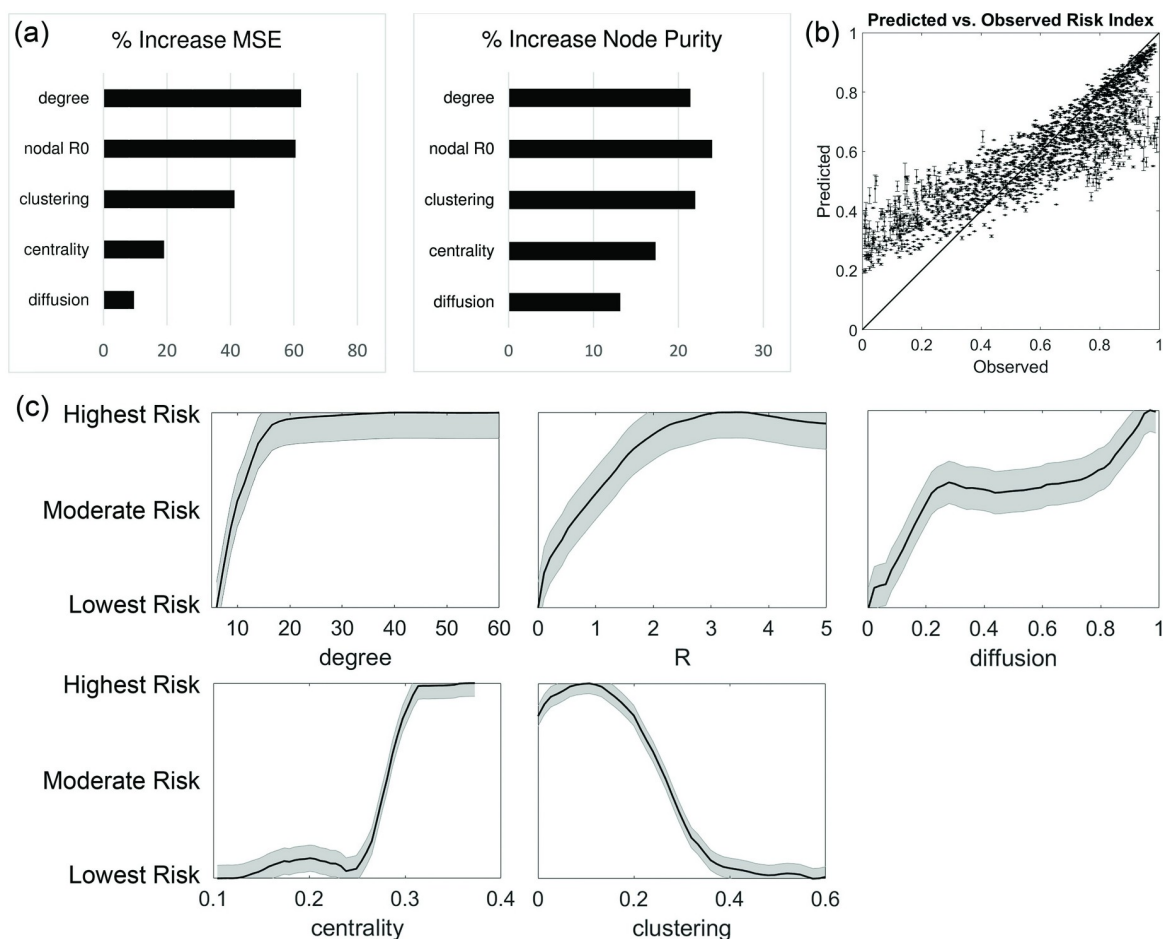 (a)
% Increase MSE
degree
nodal R0
clustering
centrality
diffusion
0 20 40 60 80
% Increase Node Purity
degree
nodal R0
clustering
centrality
diffusion
0 10 20 30
(b)
Predicted vs. Observed Risk Index
1
0.8
0.6
0.4
0.2
0
Predicted
0 0.2 0.4 0.6 0.8 1
Observed
(c)
Highest Risk
Moderate Risk
Lowest Risk
10 20 30 40 50 60
degree
0 1 2 3 4 5
R
0 0.2 0.4 0.6 0.8 1
diffusion
Highest Risk
Moderate Risk
Lowest Risk
0.1 0.2 0.3 0.4
centrality
0 0.2 0.4 0.6
clustering